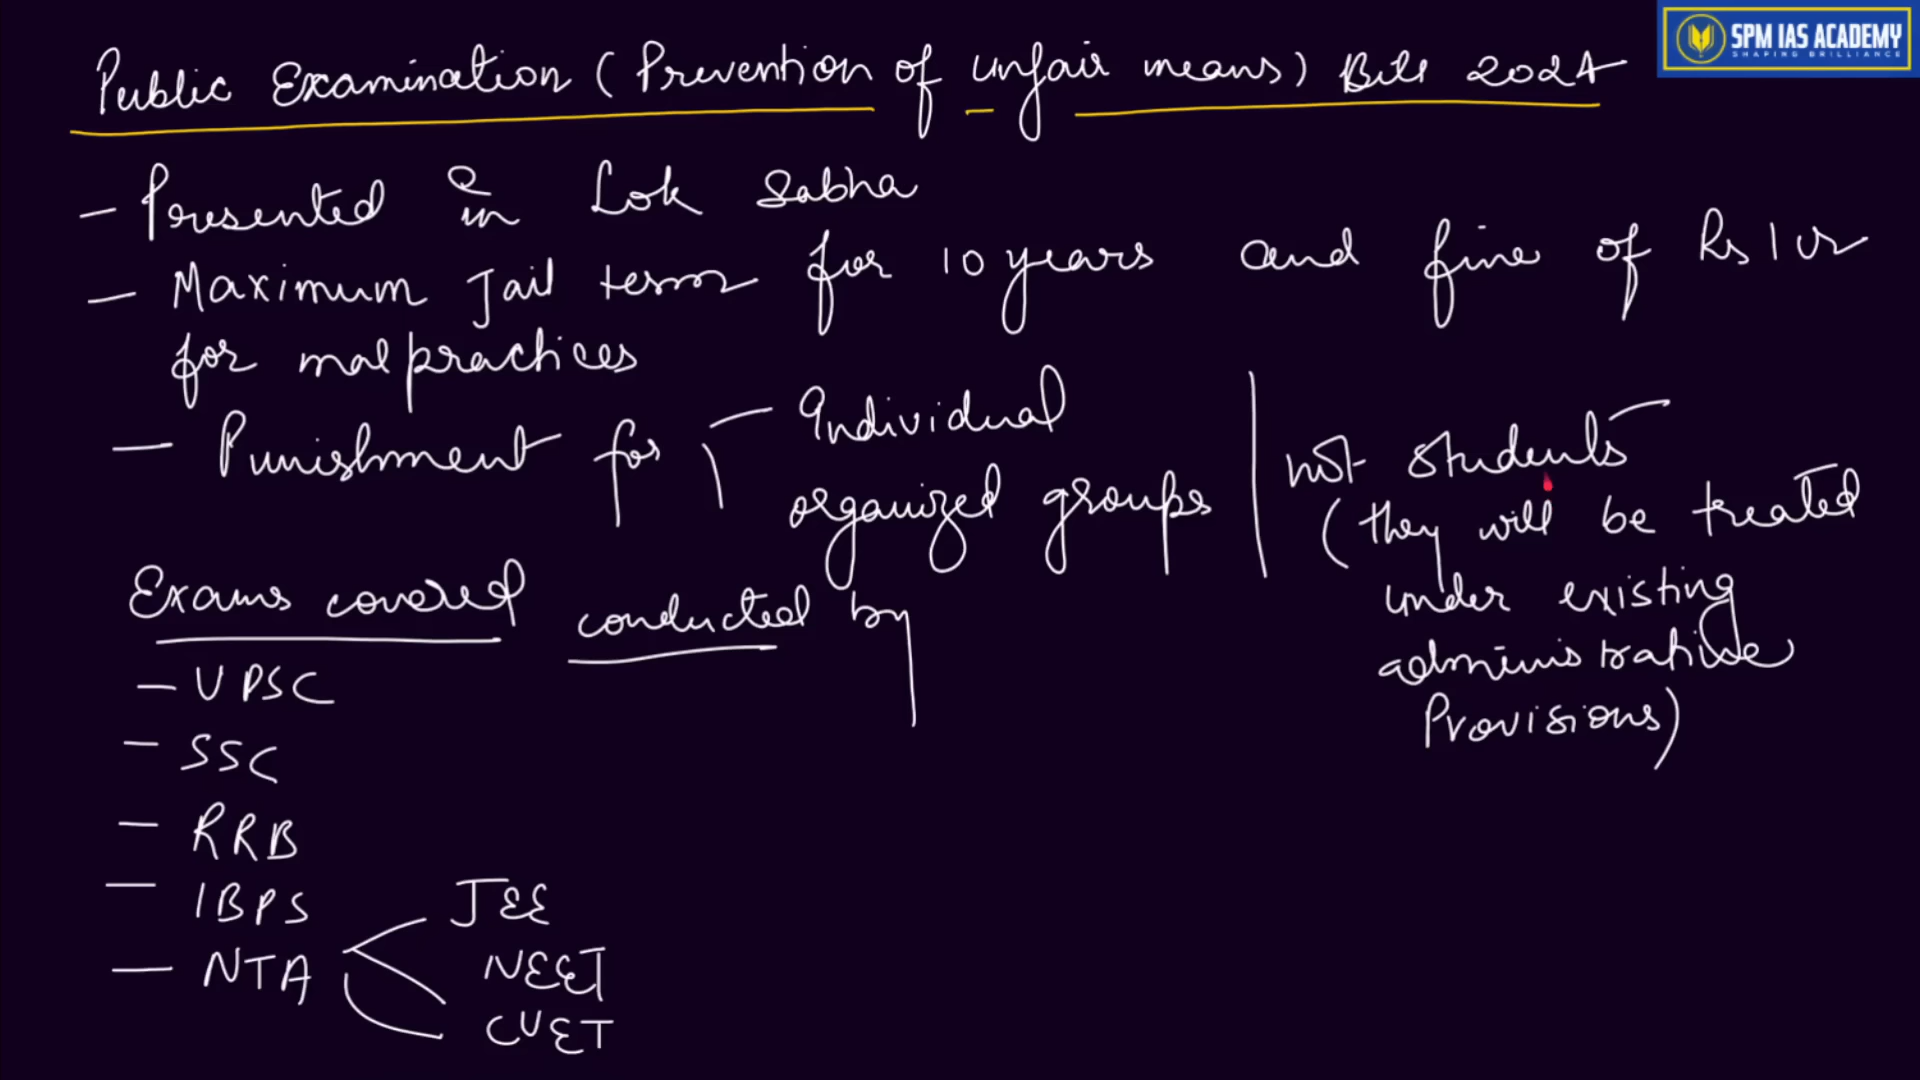 SPM IAS ACADEMY
SHAPING BRILLIANCE
Public Examination (Prevention of unfair means) Bill 2024
- Presented in Lok Sabha
- Maximum Jail term for 10 years and fine of Rs 1 cr
for malpractices
- Punishment for Individual
organized groups
not students
(they will be treated
under existing
administrative
Provisions)
Exams covered conducted by
- UPSC
- SSC
- RRB
- IBPS
- NTA
JEE
NEET
CUET